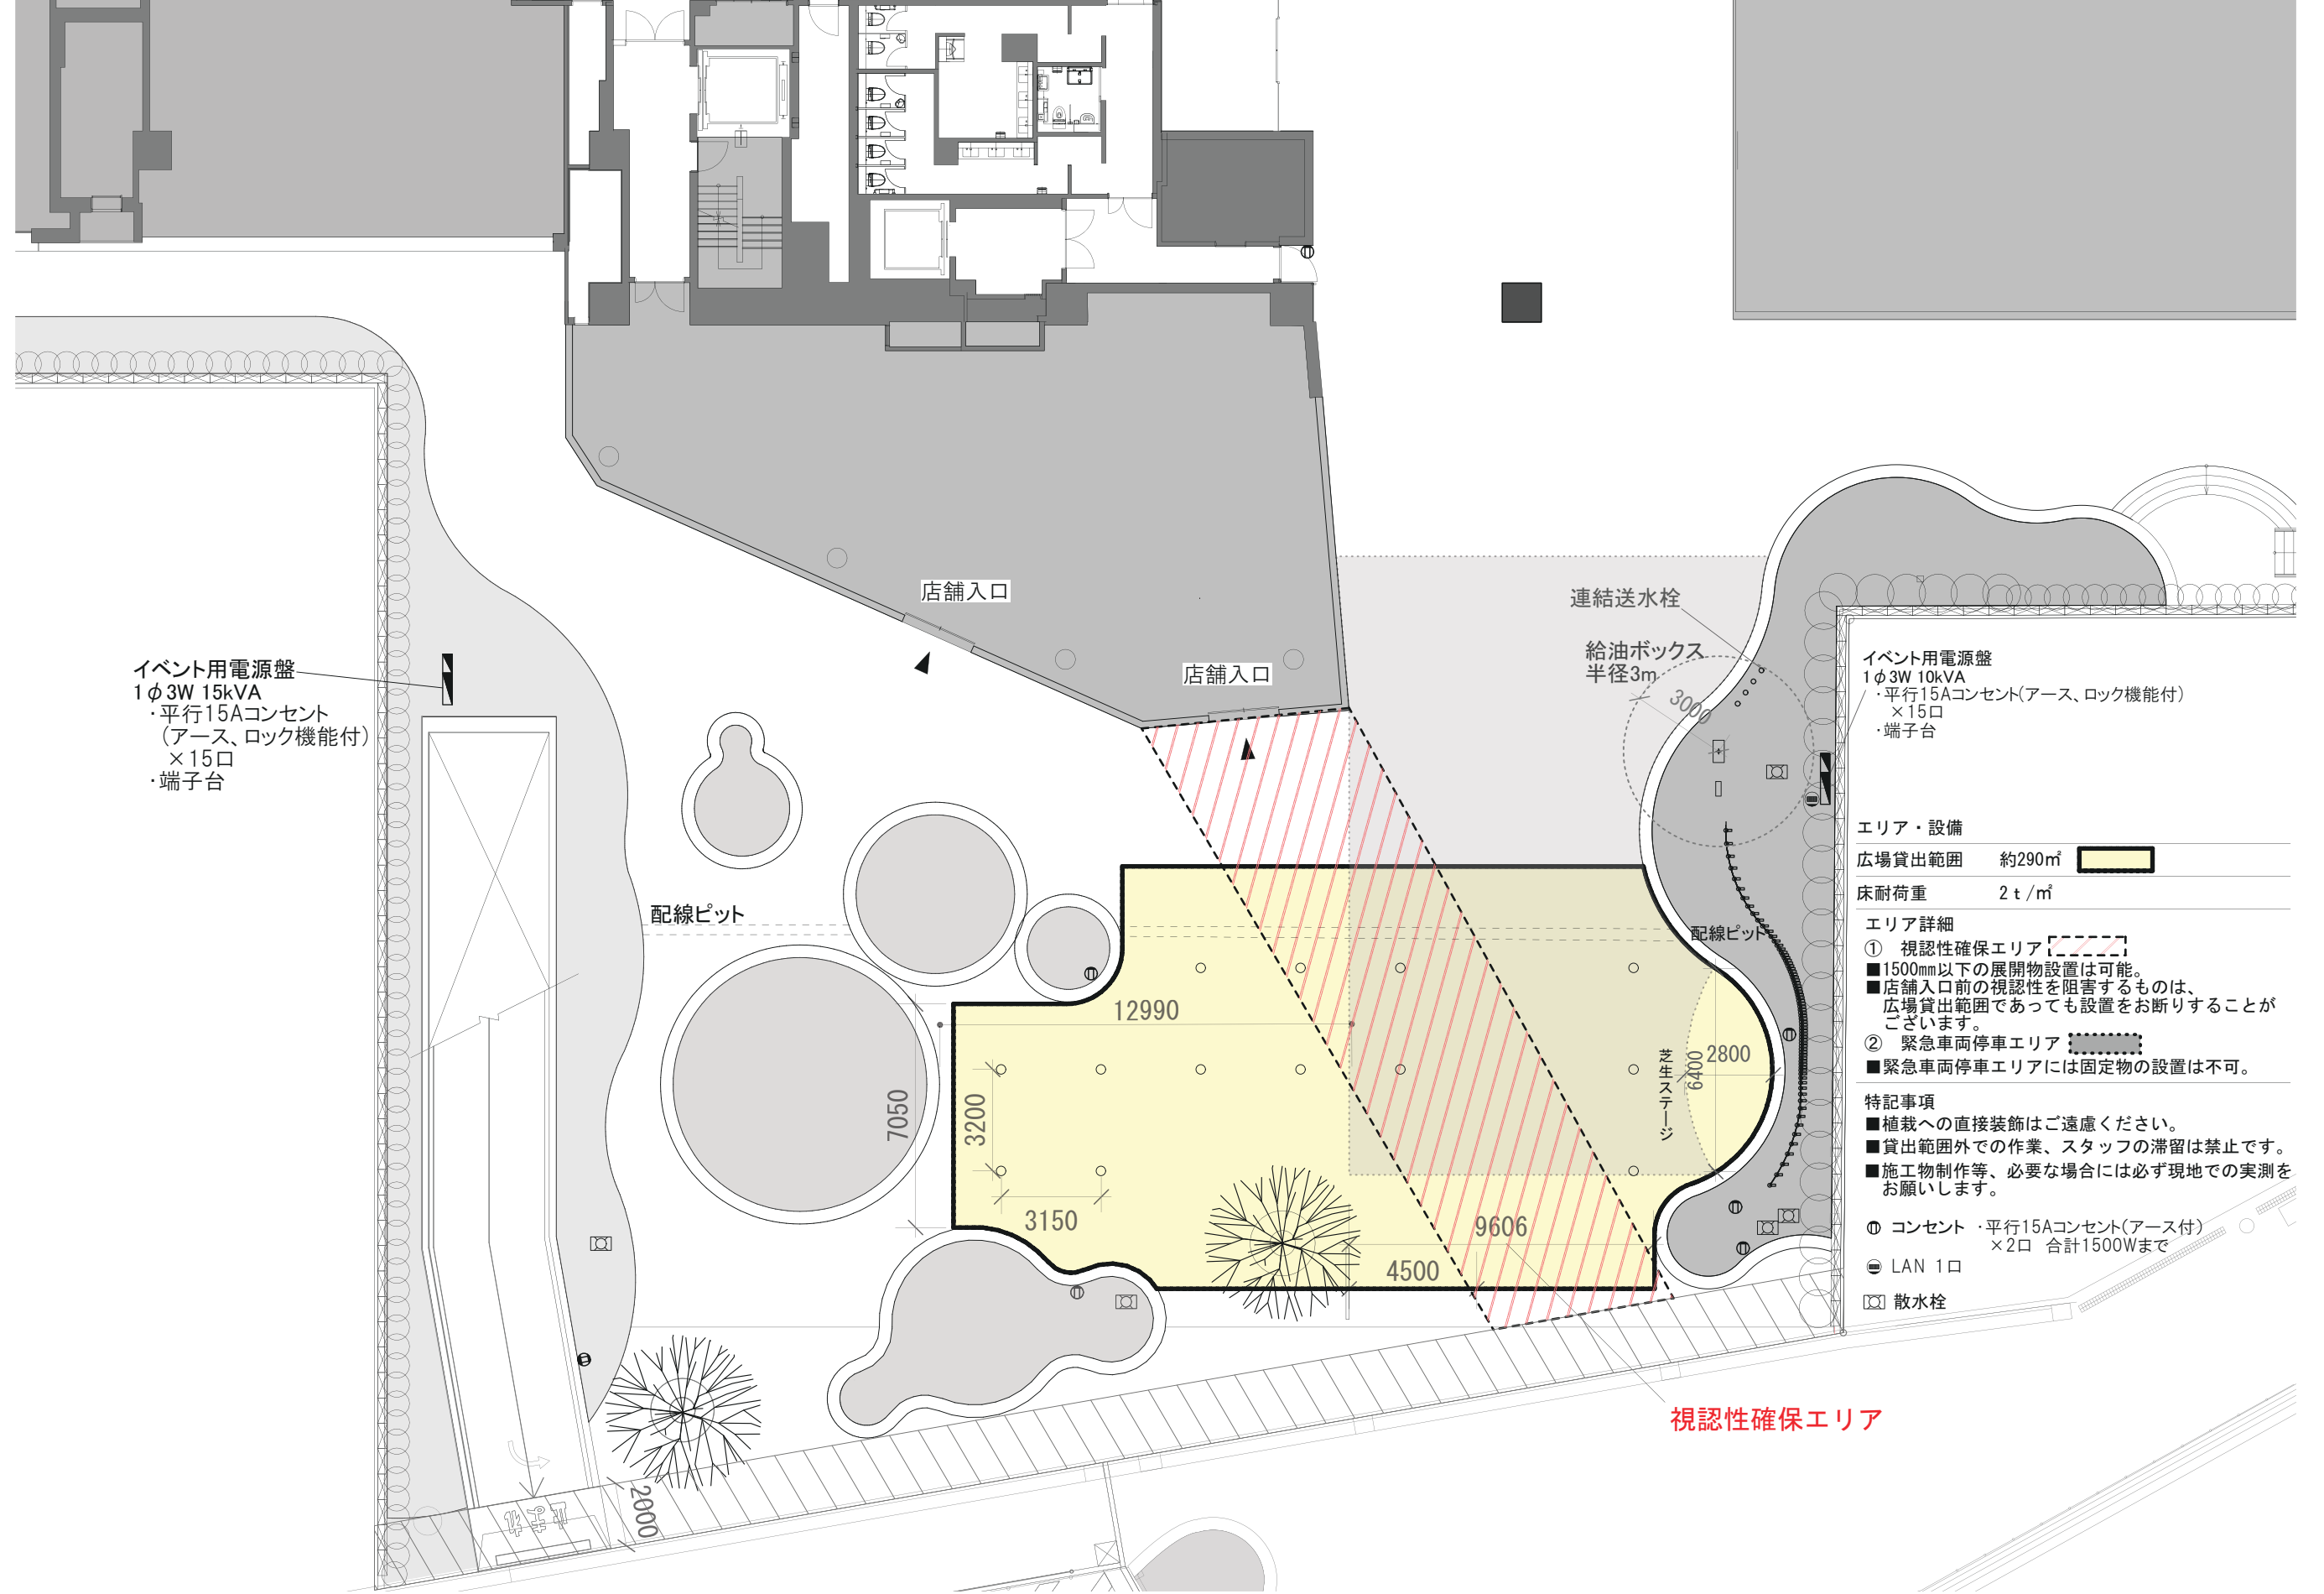 店舗入口
店舗入口
連結送水栓
給油ボックス
半径3m
3000
イベント用電源盤
1φ3W 15kVA
・平行15Aコンセント
(アース、ロック機能付)
×15口
・端子台
イベント用電源盤
1φ3W 10kVA
・平行15Aコンセント(アース、ロック機能付)
×15口
・端子台
配線ピット
配線ピット
12990
7050
3200
3150
芝生ステージ
6400
2800
9606
4500
2000
止まれ
視認性確保エリア
エリア・設備
広場貸出範囲 約290㎡
床耐荷重 2ｔ/㎡
エリア詳細
① 視認性確保エリア
■1500㎜以下の展開物設置は可能。
■店舗入口前の視認性を阻害するものは、
広場貸出範囲であっても設置をお断りすることが
ございます。
② 緊急車両停車エリア
■緊急車両停車エリアには固定物の設置は不可。
特記事項
■植栽への直接装飾はご遠慮ください。
■貸出範囲外での作業、スタッフの滞留は禁止です。
■施工物制作等、必要な場合には必ず現地での実測を
お願いします。
コンセント ・平行15Aコンセント(アース付)
×2口 合計1500Wまで
LAN 1口
散水栓